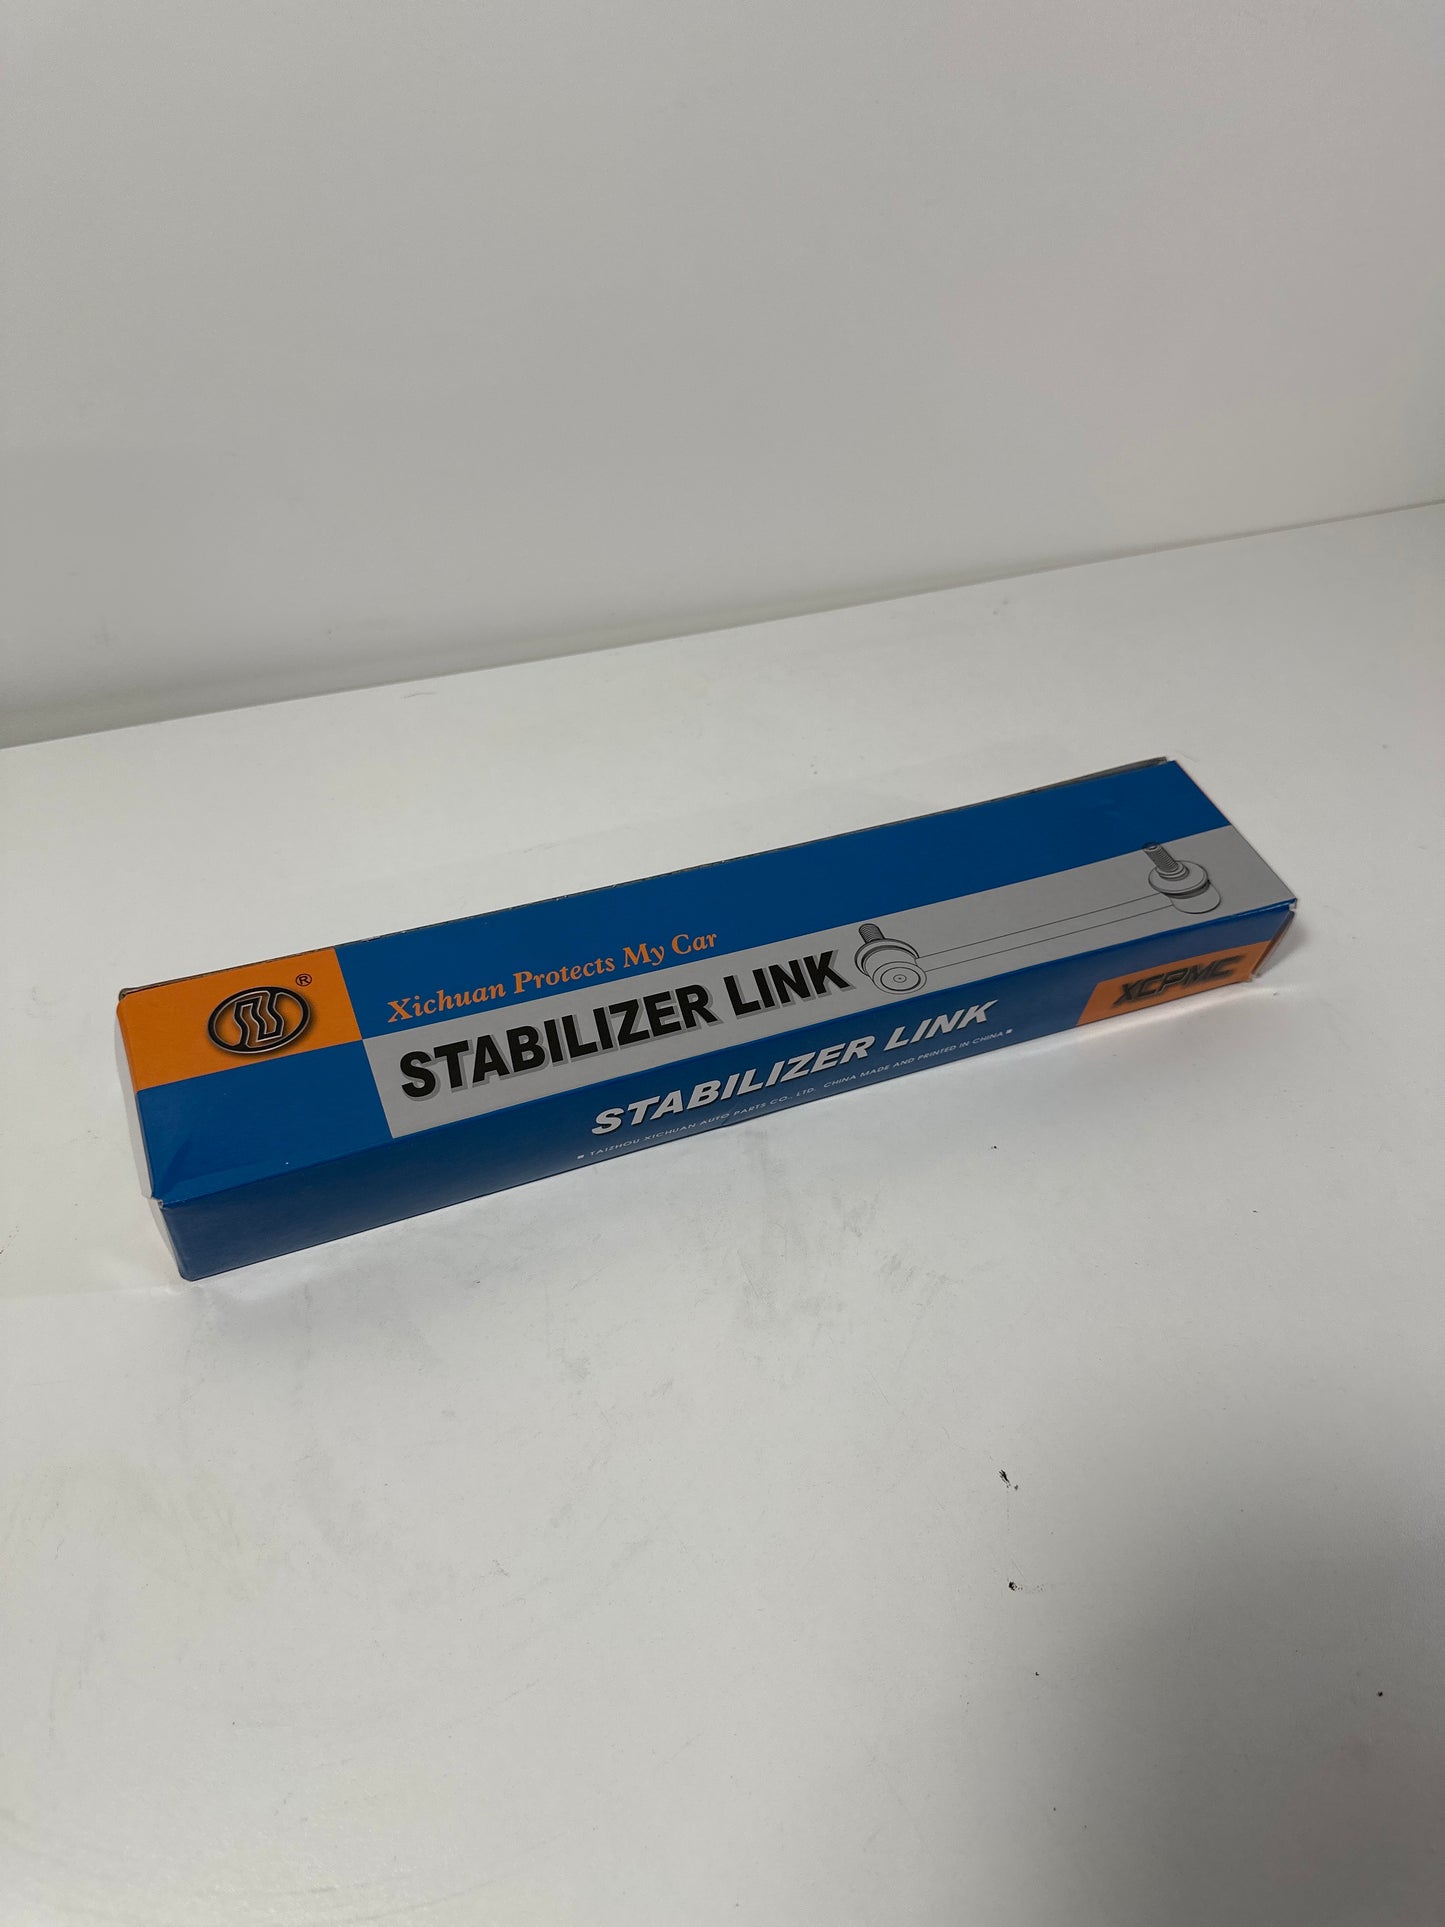 ®
Xichuan Protects My Car
STABILIZER LINK
STABILIZER LINK
XCPMC
■ TAIZHOU XICHUAN AUTO PARTS CO., LTD. CHINA MADE AND PRINTED IN CHINA ■